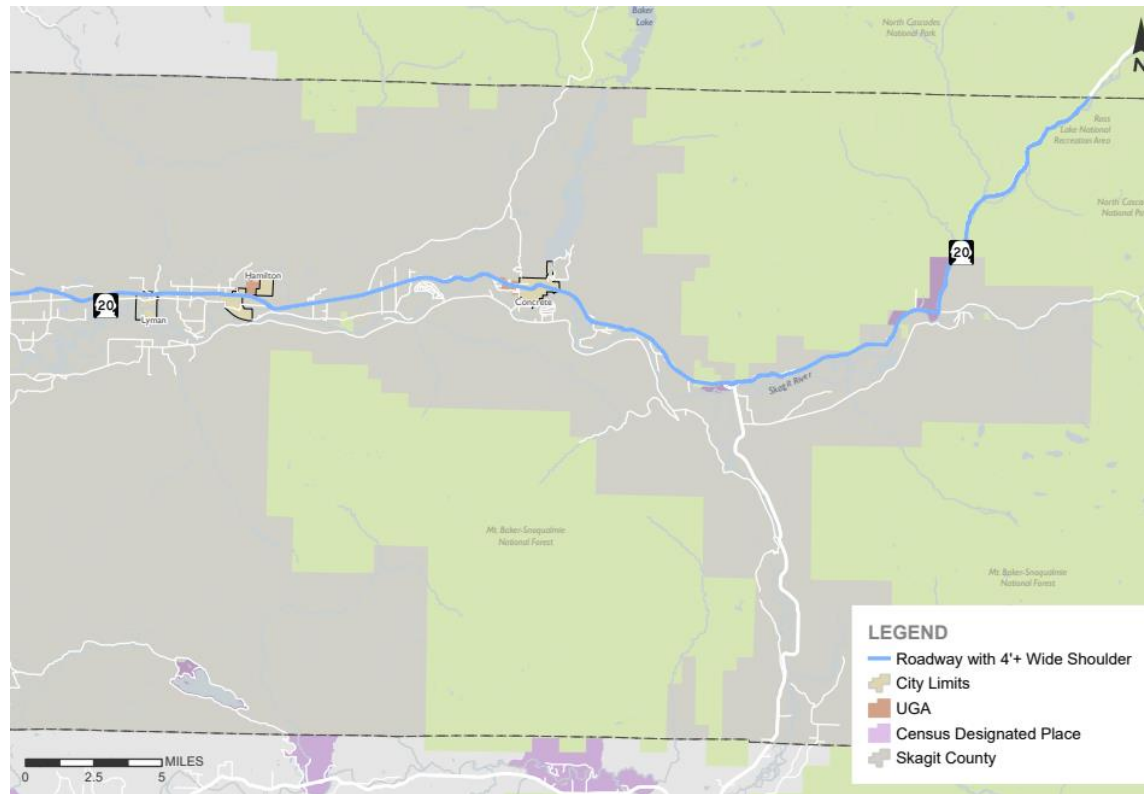 Baker
Lake
North Cascades
National Park
N
Ross
Lake National
Recreation Area
North Casca
National Pa
20
Hamilton
20
Lyman
Concrete
Skagit River
Mt. Baker-Snoqualmie
National Forest
Mt. Baker-Snoqualmie
National Forest
LEGEND
Roadway with 4'+ Wide Shoulder
City Limits
UGA
Census Designated Place
Skagit County
MILES
0 2.5 5